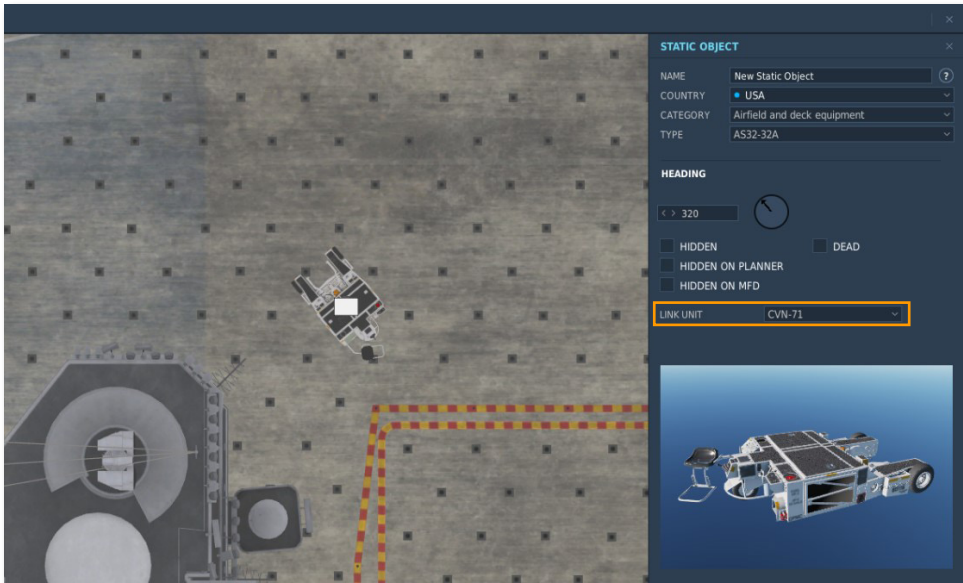 STATIC OBJECT
NAME New Static Object ?
COUNTRY USA
CATEGORY Airfield and deck equipment
TYPE AS32-32A
HEADING
< > 320
HIDDEN DEAD
HIDDEN ON PLANNER
HIDDEN ON MFD
LINK UNIT CVN-71